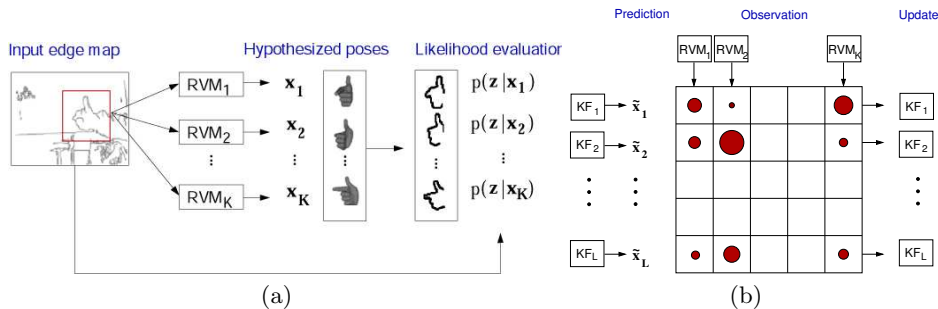 Input edge map
Hypothesized poses
Likelihood evaluation
RVM1
x1
p(z|x1)
RVM2
x2
p(z|x2)
...
...
...
...
...
RVMK
xK
p(z|xK)
(a)
Prediction
Observation
Update
RVM1
RVM2
RVMK
KF1
x̃1
KF1
KF2
x̃2
KF2
KFL
x̃L
KFL
(b)